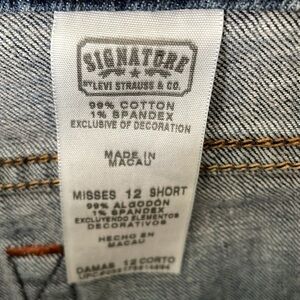 SIGNATURE
BY LEVI STRAUSS & CO.
99% COTTON
1% SPANDEX
EXCLUSIVE OF DECORATION
MADE IN
MACAU
MISSES 12 SHORT
99% ALGODÓN
1% SPANDEX
EXCLUYENDO ELEMENTOS
DECORATIVOS
HECHO EN
MACAU
DAMAS 12 CORTO